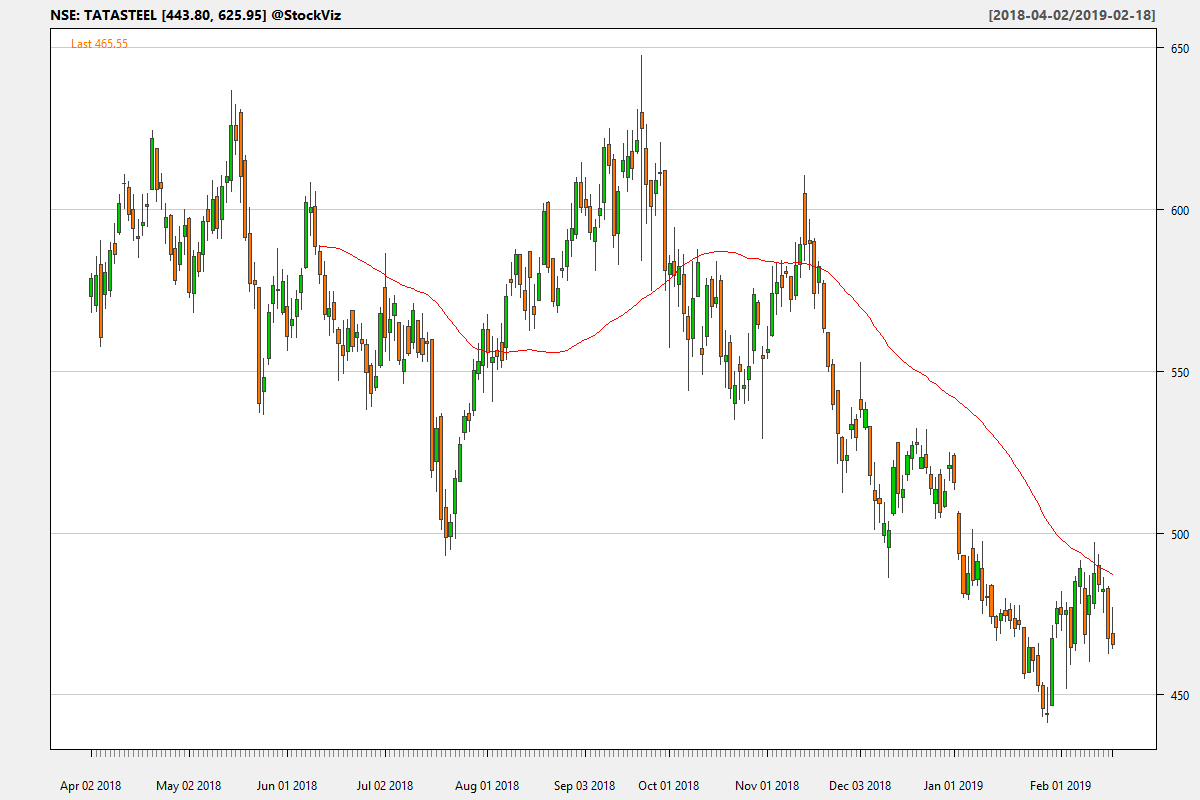 NSE: TATASTEEL [443.80, 625.95] @StockViz [2018-04-02/2019-02-18]
Last 465.55
650
600
550
500
450
Apr 02 2018 May 02 2018 Jun 01 2018 Jul 02 2018 Aug 01 2018 Sep 03 2018 Oct 01 2018 Nov 01 2018 Dec 03 2018 Jan 01 2019 Feb 01 2019